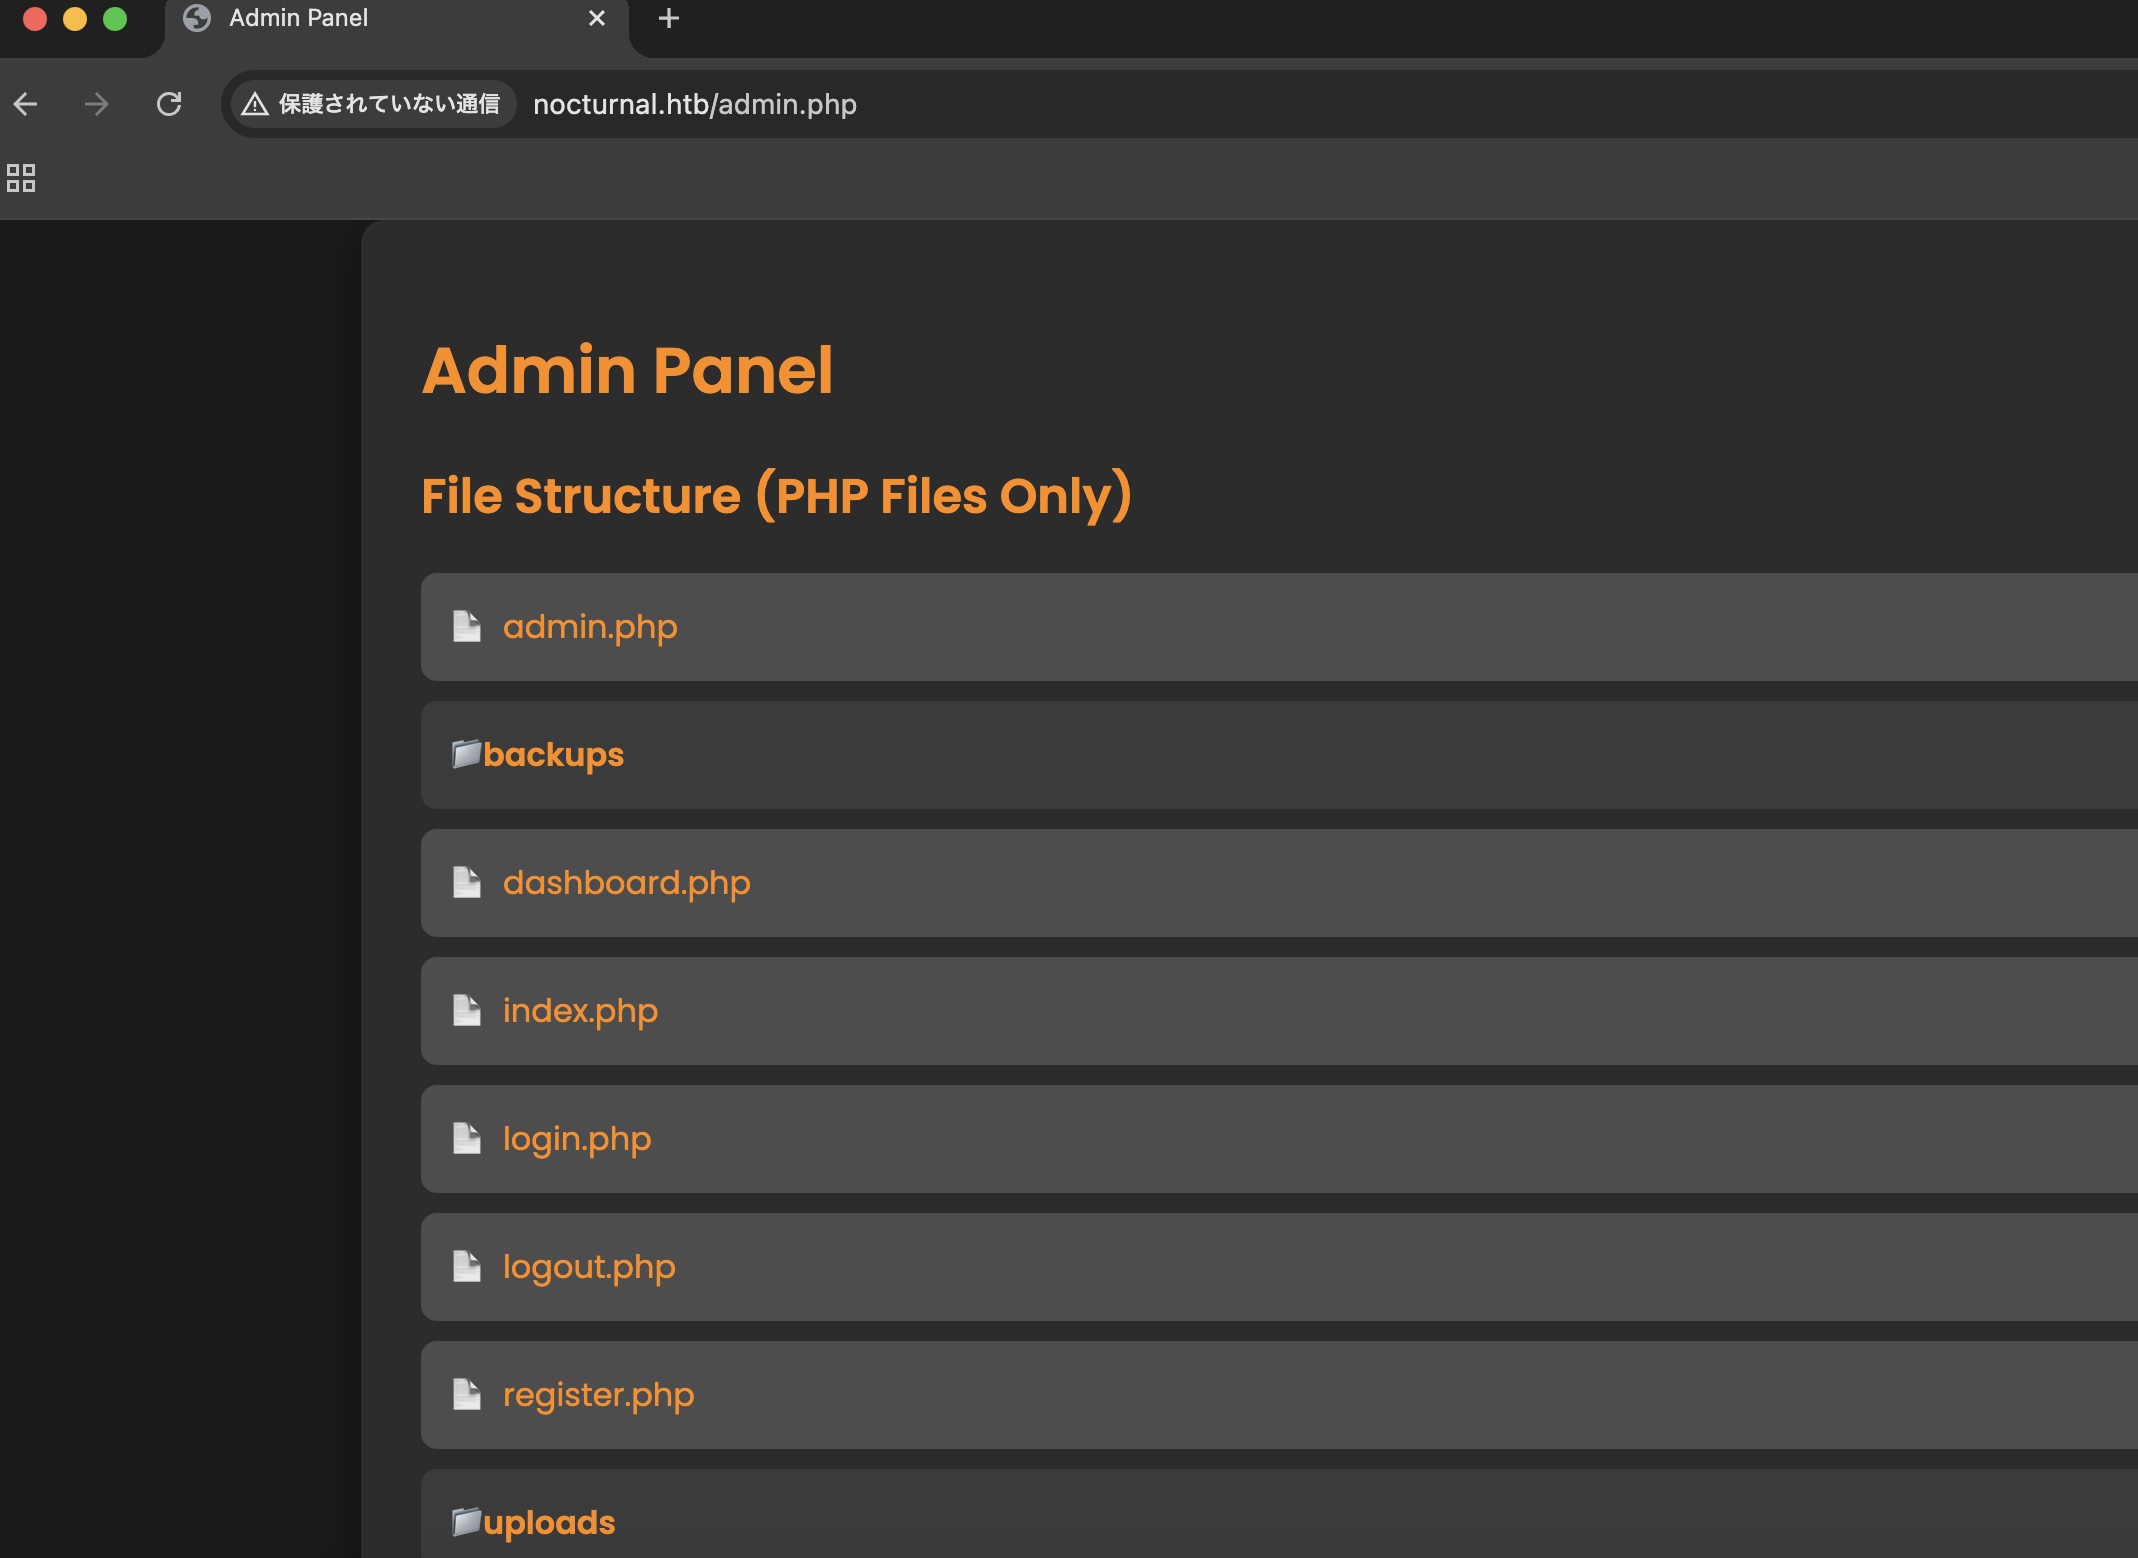 Admin Panel
保護されていない通信 nocturnal.htb/admin.php
Admin Panel
File Structure (PHP Files Only)
admin.php
backups
dashboard.php
index.php
login.php
logout.php
register.php
uploads